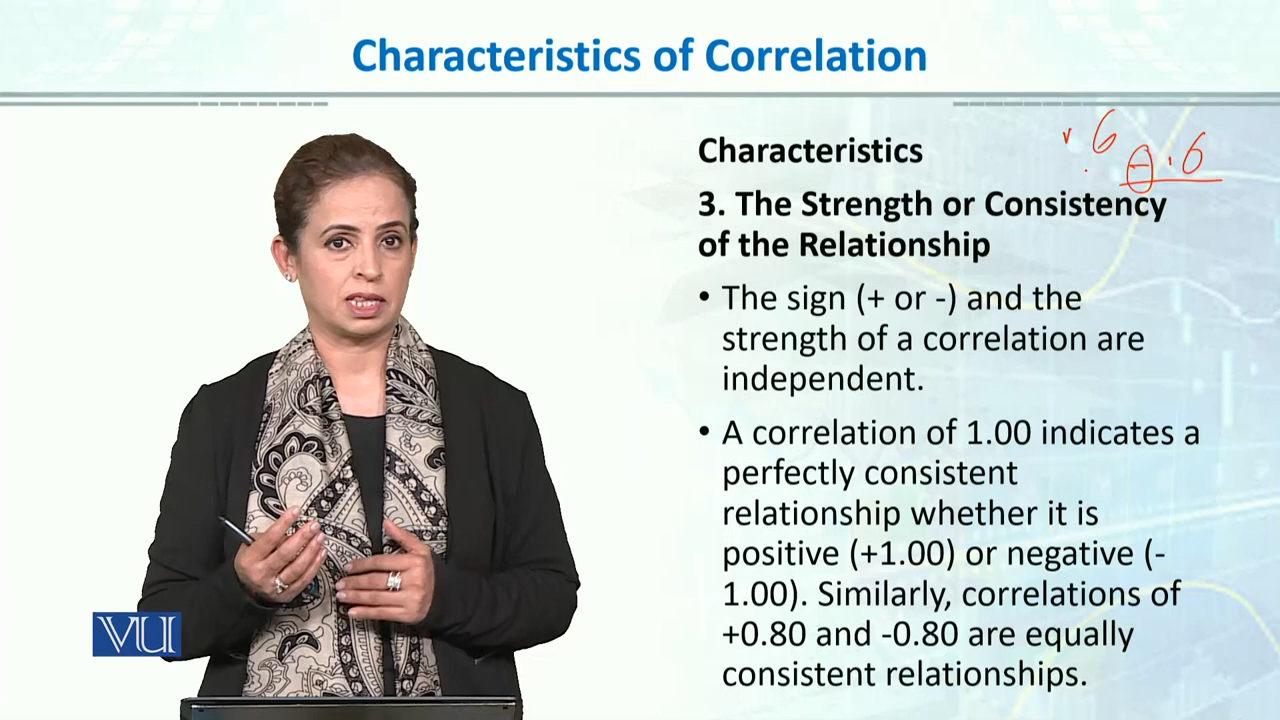 Characteristics of Correlation
Characteristics
.6
-.6
3. The Strength or Consistency
of the Relationship
• The sign (+ or -) and the
strength of a correlation are
independent.
• A correlation of 1.00 indicates a
perfectly consistent
relationship whether it is
positive (+1.00) or negative (-
1.00). Similarly, correlations of
+0.80 and -0.80 are equally
consistent relationships.
VU